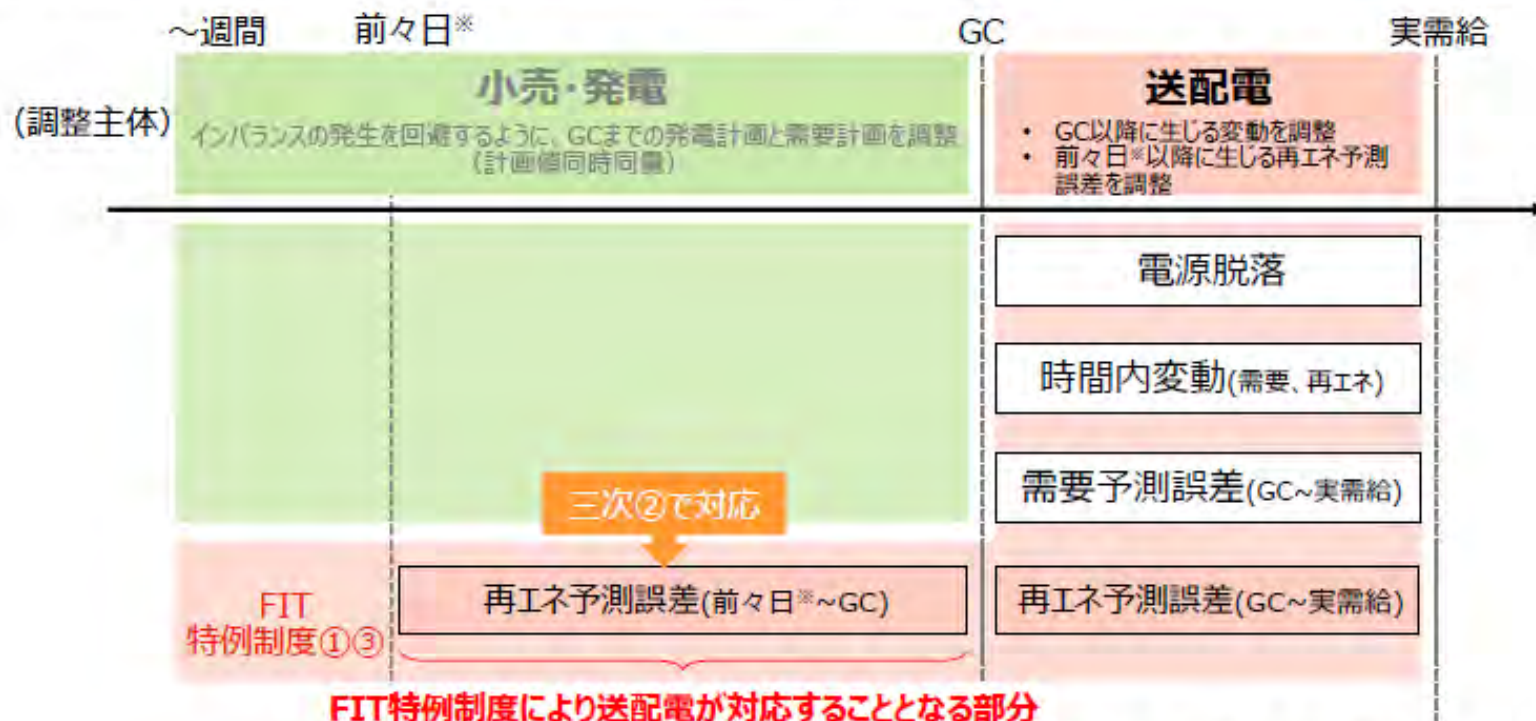 ～週間
前々日※
GC
実需給
(調整主体)
小売・発電
インバランスの発生を回避するように、GCまでの発電計画と需要計画を調整
（計画値同時同量）
送配電
• GC以降に生じる変動を調整
• 前々日※以降に生じる再エネ予測
誤差を調整
電源脱落
時間内変動(需要、再エネ)
需要予測誤差(GC~実需給)
三次②で対応
FIT
特例制度①③
再エネ予測誤差(前々日※~GC)
再エネ予測誤差(GC~実需給)
FIT特例制度により送配電が対応することとなる部分